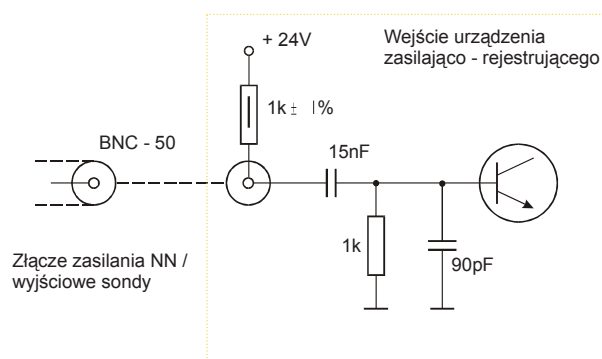 Wejście urządzenia
zasilająco - rejestrującego
+ 24V
1k ± 1%
BNC - 50
15nF
1k
90pF
Złącze zasilania NN /
wyjściowe sondy